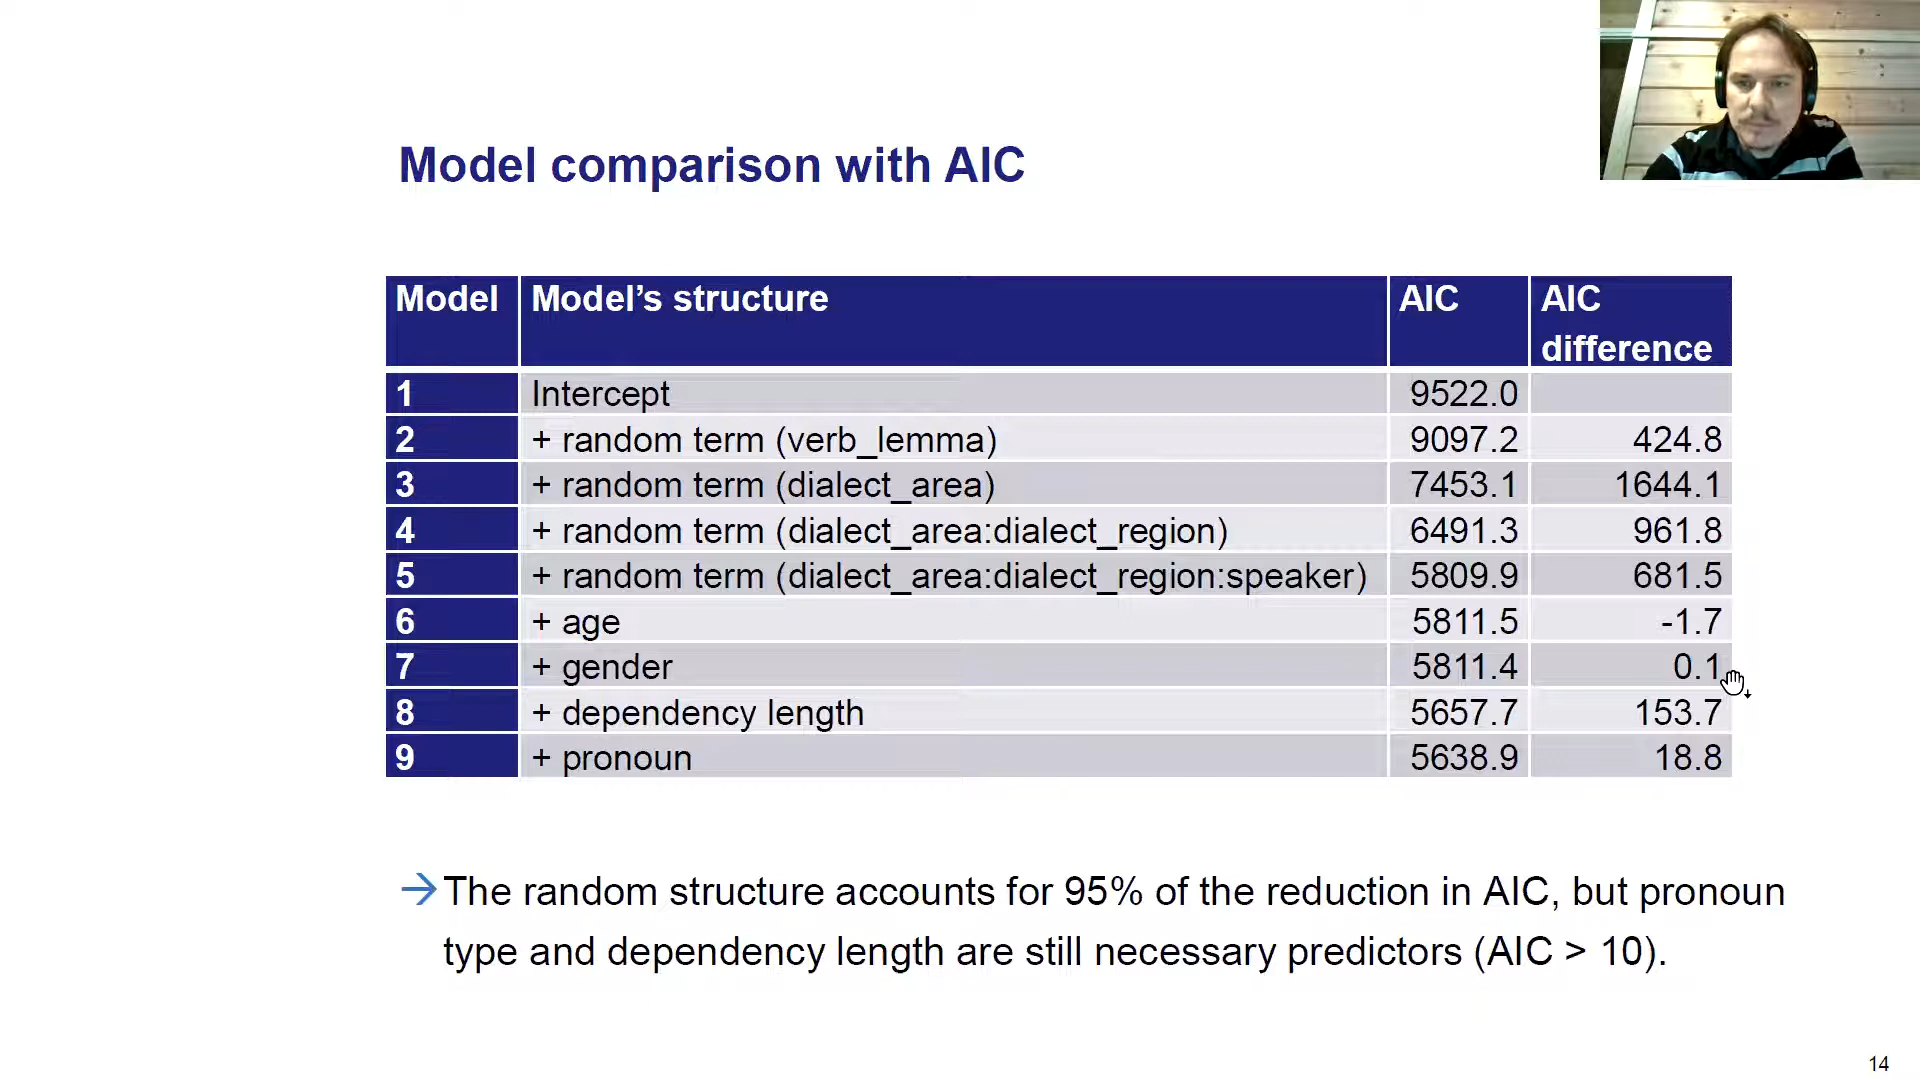 Model comparison with AIC
Model Model's structure AIC AIC difference
1 Intercept 9522.0
2 + random term (verb_lemma) 9097.2 424.8
3 + random term (dialect_area) 7453.1 1644.1
4 + random term (dialect_area:dialect_region) 6491.3 961.8
5 + random term (dialect_area:dialect_region:speaker) 5809.9 681.5
6 + age 5811.5 -1.7
7 + gender 5811.4 0.1
8 + dependency length 5657.7 153.7
9 + pronoun 5638.9 18.8
→ The random structure accounts for 95% of the reduction in AIC, but pronoun
type and dependency length are still necessary predictors (AIC > 10).
14